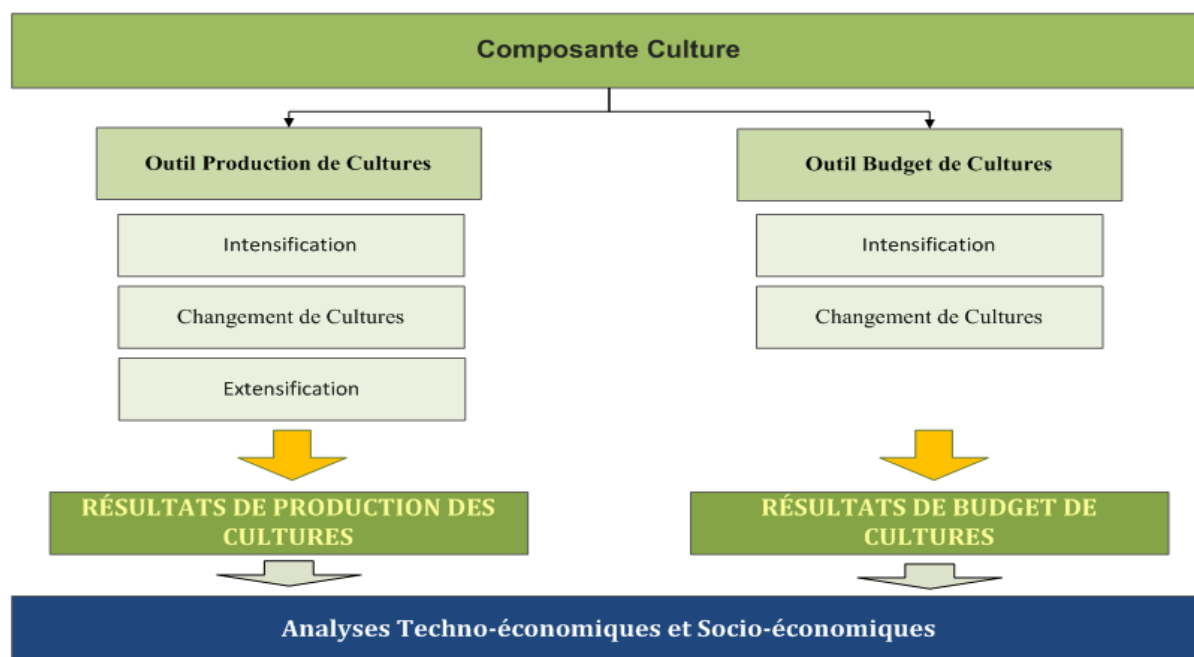 Composante Culture
Outil Production de Cultures
Outil Budget de Cultures
Intensification
Intensification
Changement de Cultures
Changement de Cultures
Extensification
RÉSULTATS DE PRODUCTION DES
CULTURES
RÉSULTATS DE BUDGET DE
CULTURES
Analyses Techno-économiques et Socio-économiques